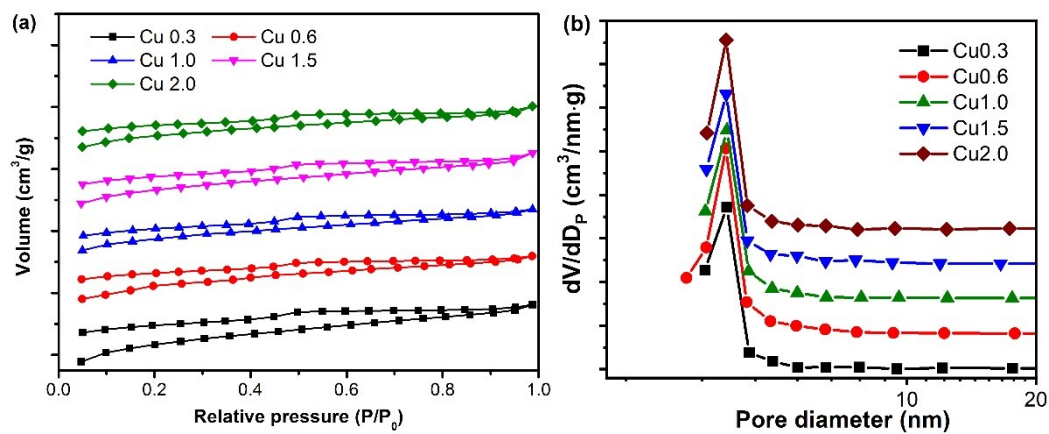 (a)
Cu 0.3
Cu 0.6
Cu 1.0
Cu 1.5
Cu 2.0
Volume (cm³/g)
0.0 0.2 0.4 0.6 0.8 1.0
Relative pressure (P/P₀)
(b)
Cu0.3
Cu0.6
Cu1.0
Cu1.5
Cu2.0
dV/dD_P (cm³/nm·g)
10 20
Pore diameter (nm)